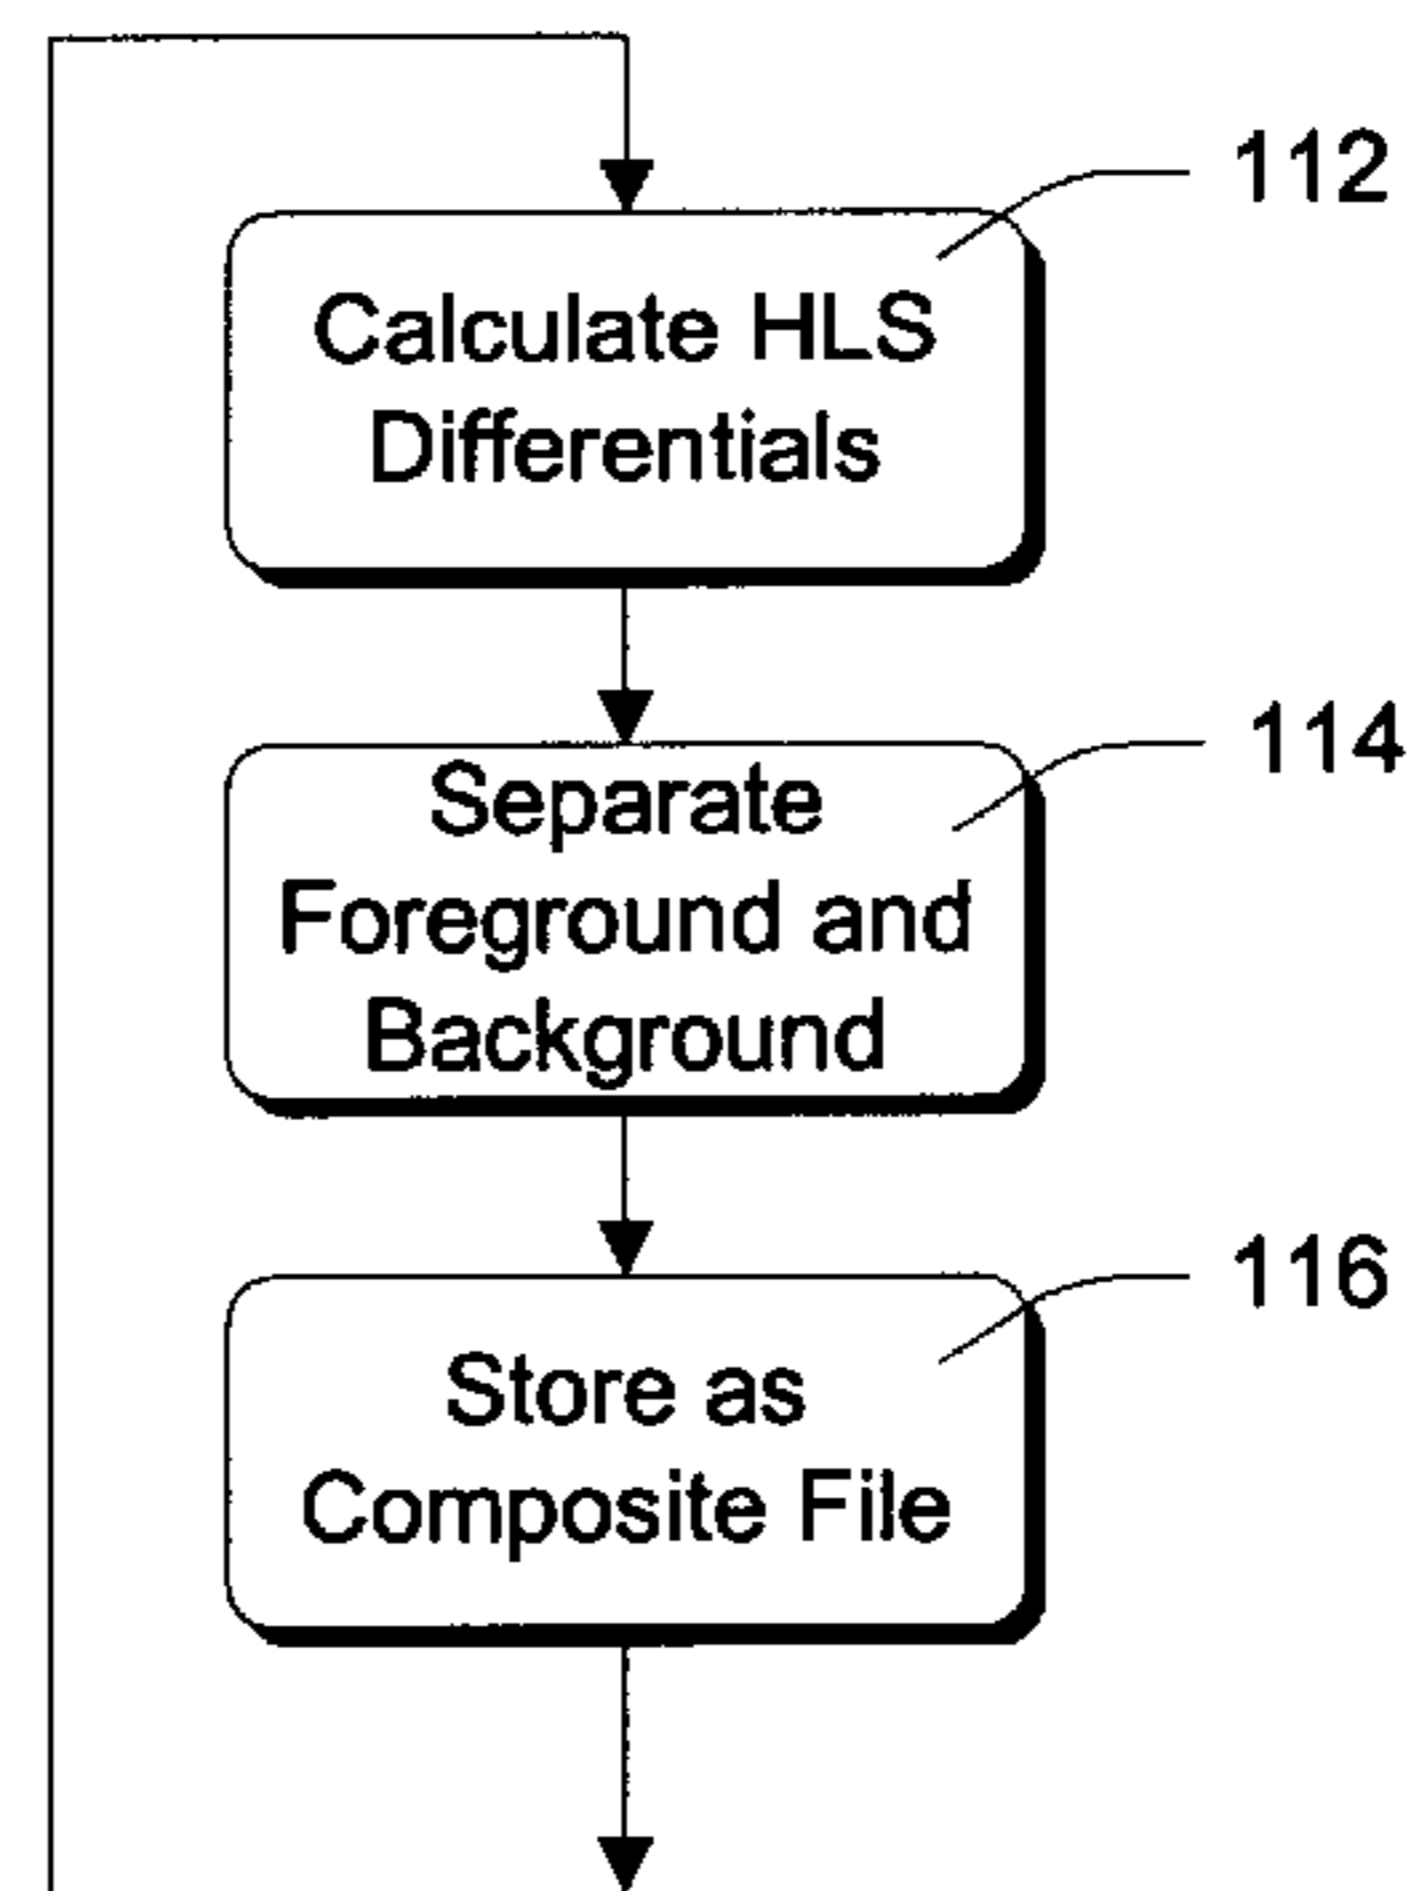 112
Calculate HLS
Differentials
114
Separate
Foreground and
Background
116
Store as
Composite File